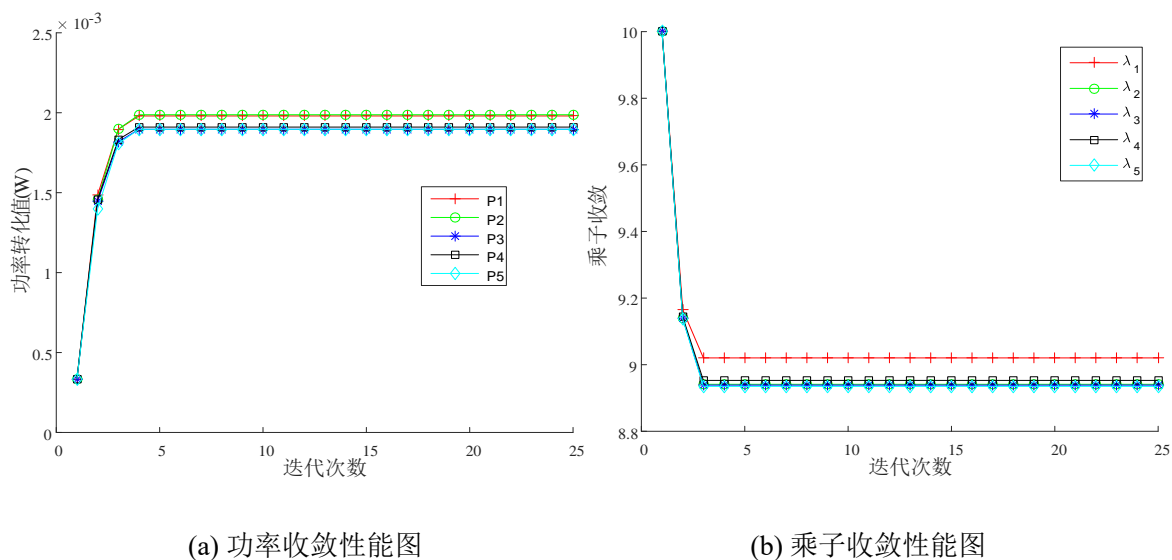 × 10⁻³
2.5
2
1.5
1
0.5
0
0
5
10
15
20
25
功率转化值(W)
迭代次数
P1
P2
P3
P4
P5
(a) 功率收敛性能图
10
9.8
9.6
9.4
9.2
9
8.8
0
5
10
15
20
25
乘子收敛
迭代次数
λ₁
λ₂
λ₃
λ₄
λ₅
(b) 乘子收敛性能图